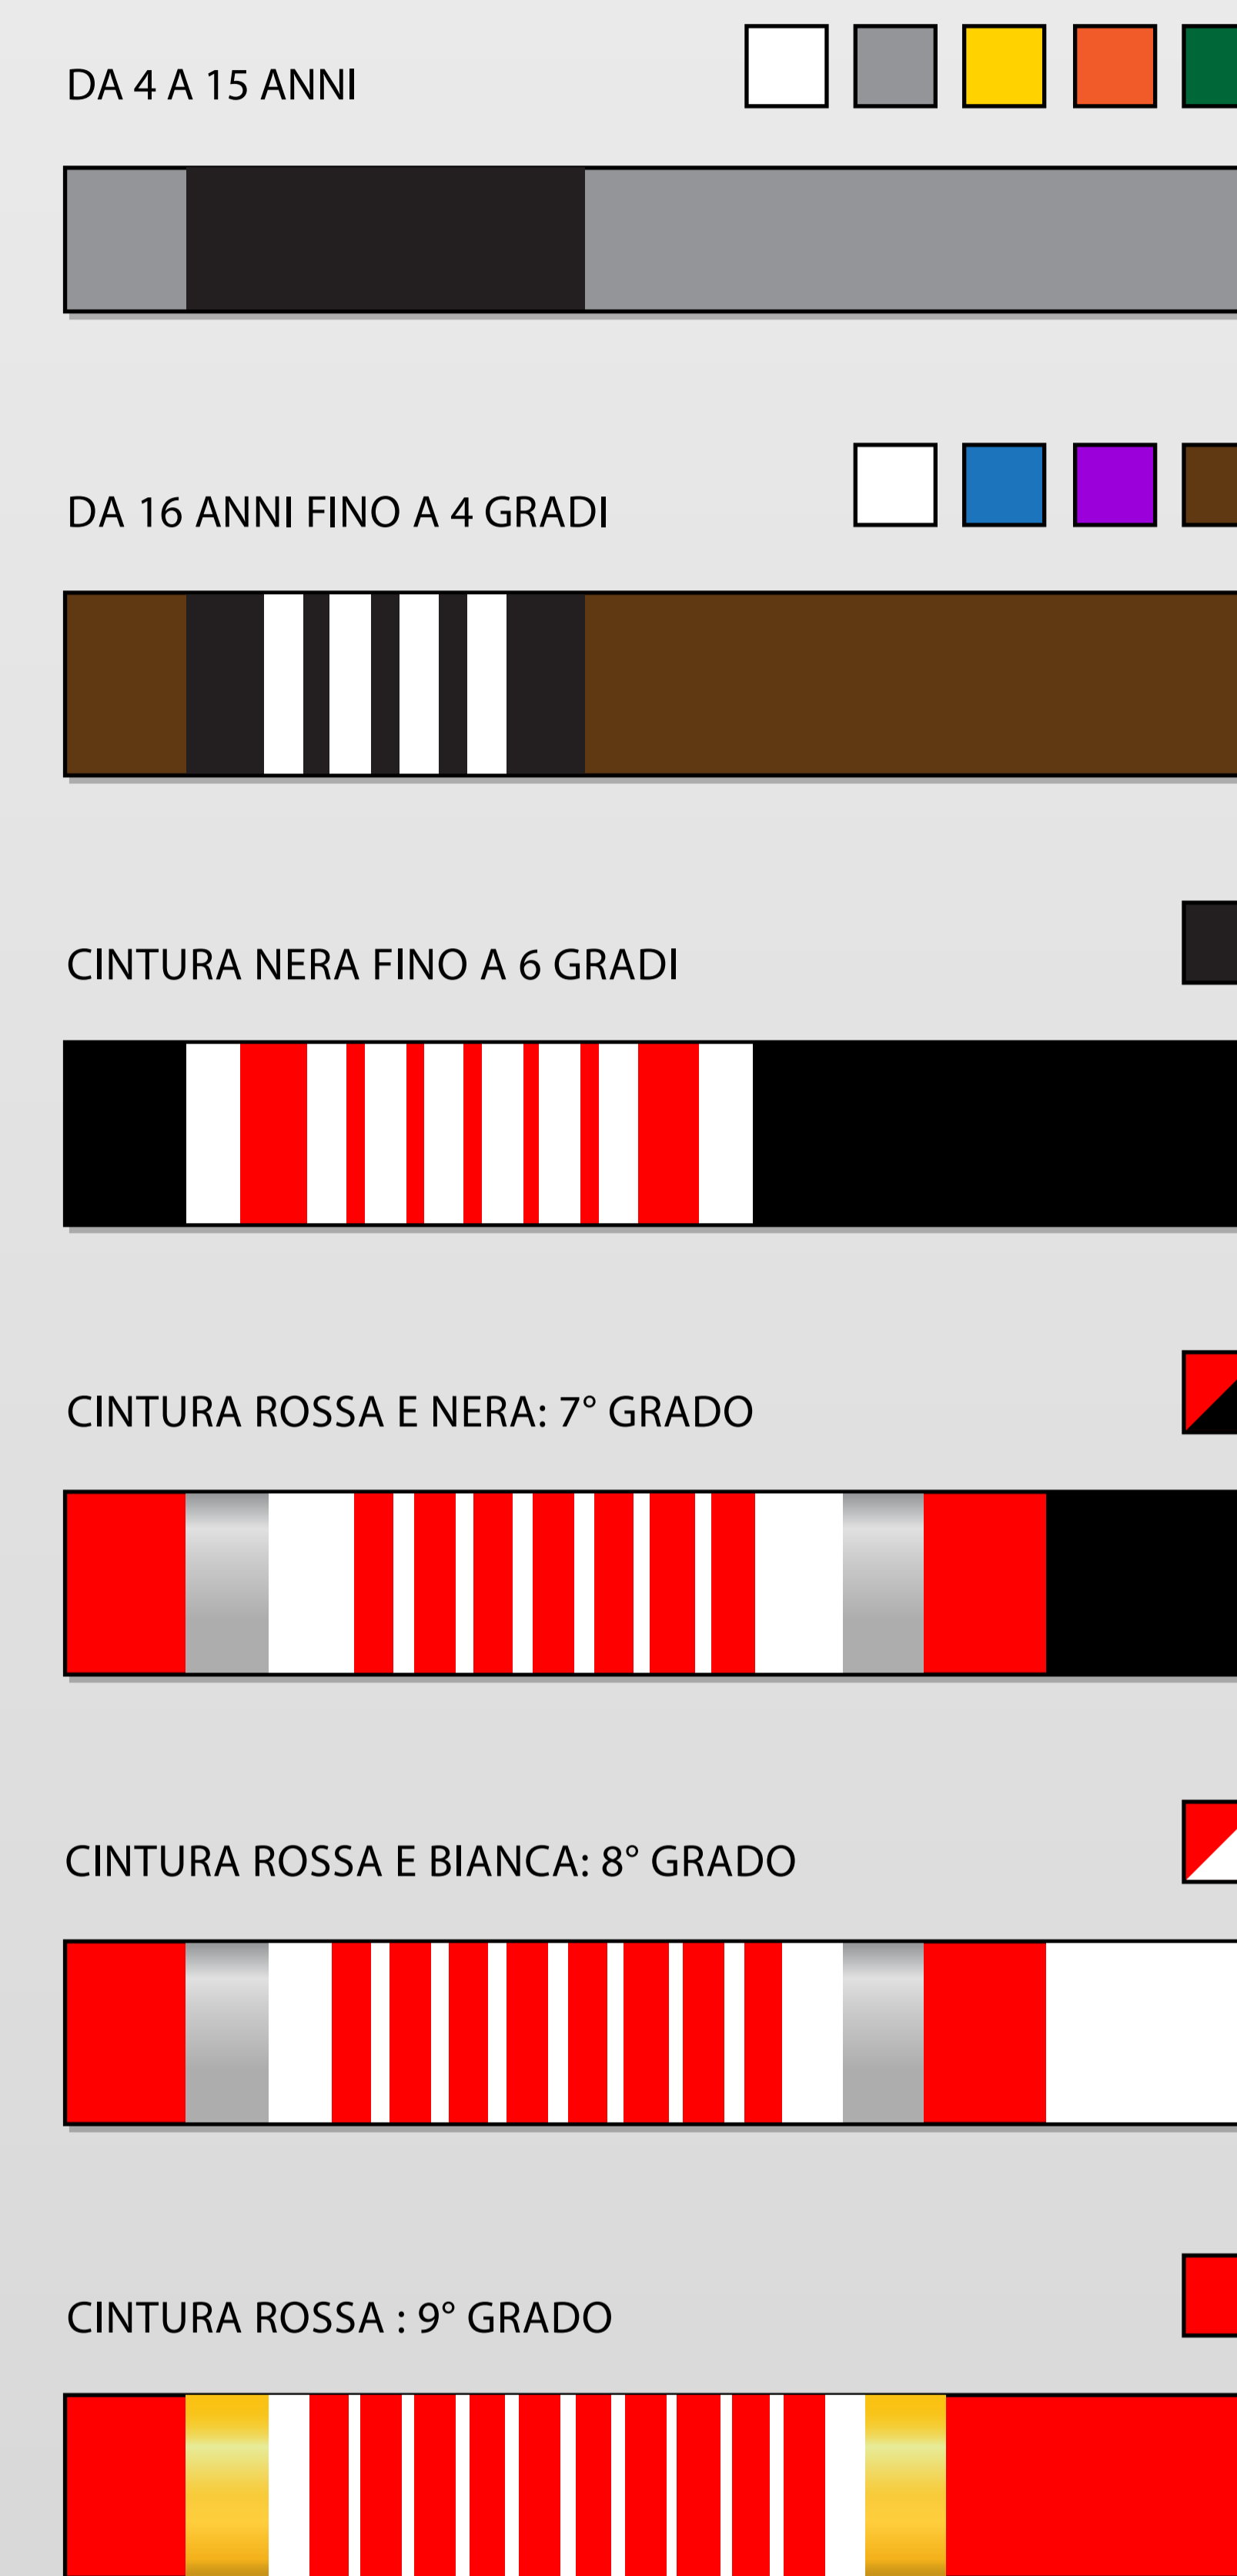 DA 4 A 15 ANNI
DA 16 ANNI FINO A 4 GRADI
CINTURA NERA FINO A 6 GRADI
CINTURA ROSSA E NERA: 7° GRADO
CINTURA ROSSA E BIANCA: 8° GRADO
CINTURA ROSSA : 9° GRADO